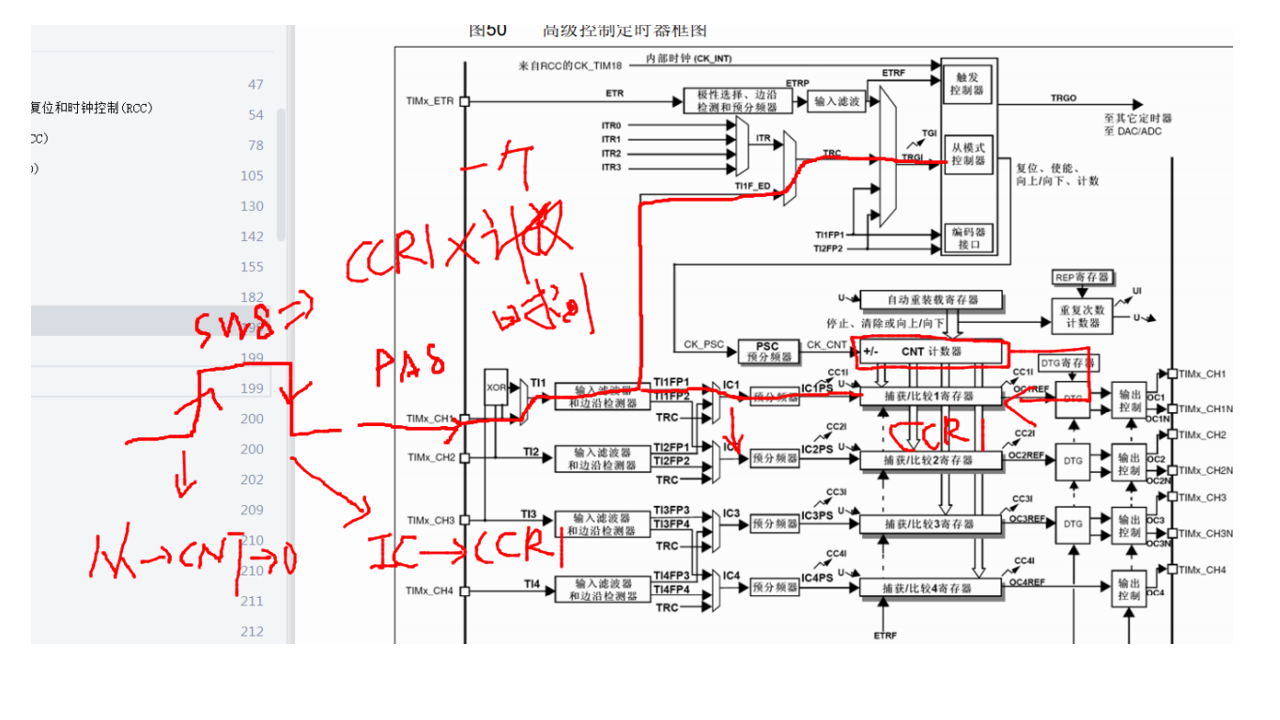 图50 高级控制定时器框图
47
复位和时钟控制(RCC)
54
CC)
78
105
130
142
155
182
199
199
200
200
202
209
210
210
211
212
内部时钟 (CK_INT)
来自RCC的CK_TIM18
触发
控制器
TRGO
至其它定时器
至 DAC/ADC
TIMx_ETR
ETR
极性选择、边沿
检测和预分频器
ETRP
输入滤波
ETRF
ITR0
ITR1
ITR2
ITR3
ITR
TRC
TI1F_ED
TGI
TRGI
从模式
控制器
复位、使能、
向上/向下、计数
TI1FP1
TI2FP2
编码器
接口
REP寄存器
U
自动重装载寄存器
UI
重复次数
计数器
U
停止、清除或向上/向下
CK_PSC
PSC
预分频器
CK_CNT
+/-
CNT 计数器
DTG寄存器
XOR
TI1
输入滤波器
和边沿检测器
TI1FP1
TI1FP2
TRC
IC1
预分频器
IC1PS
CC1I
U
捕获/比较1寄存器
CC1I
OC1REF
DTG
输出
控制
OC1
OC1N
TIMx_CH1
TIMx_CH1
TIMx_CH1N
TIMx_CH2
TI2
输入滤波器
和边沿检测器
TI2FP1
TI2FP2
TRC
预分频器
IC2PS
CC2I
U
捕获/比较2寄存器
CC2I
OC2REF
DTG
输出
控制
OC2
OC2N
TIMx_CH2
TIMx_CH2N
TIMx_CH3
TI3
输入滤波器
和边沿检测器
TI3FP3
TI3FP4
TRC
IC3
预分频器
IC3PS
CC3I
U
捕获/比较3寄存器
CC3I
OC3REF
DTG
输出
控制
OC3
OC3N
TIMx_CH3
TIMx_CH3N
TIMx_CH4
TI4
输入滤波器
和边沿检测器
TI4FP3
TI4FP4
TRC
IC4
预分频器
IC4PS
CC4I
U
捕获/比较4寄存器
CC4I
OC4REF
输出
控制
OC4
TIMx_CH4
ETRF
一个
CCR1×计数
PA8
CCR1
CNT→0
IC→CCR1